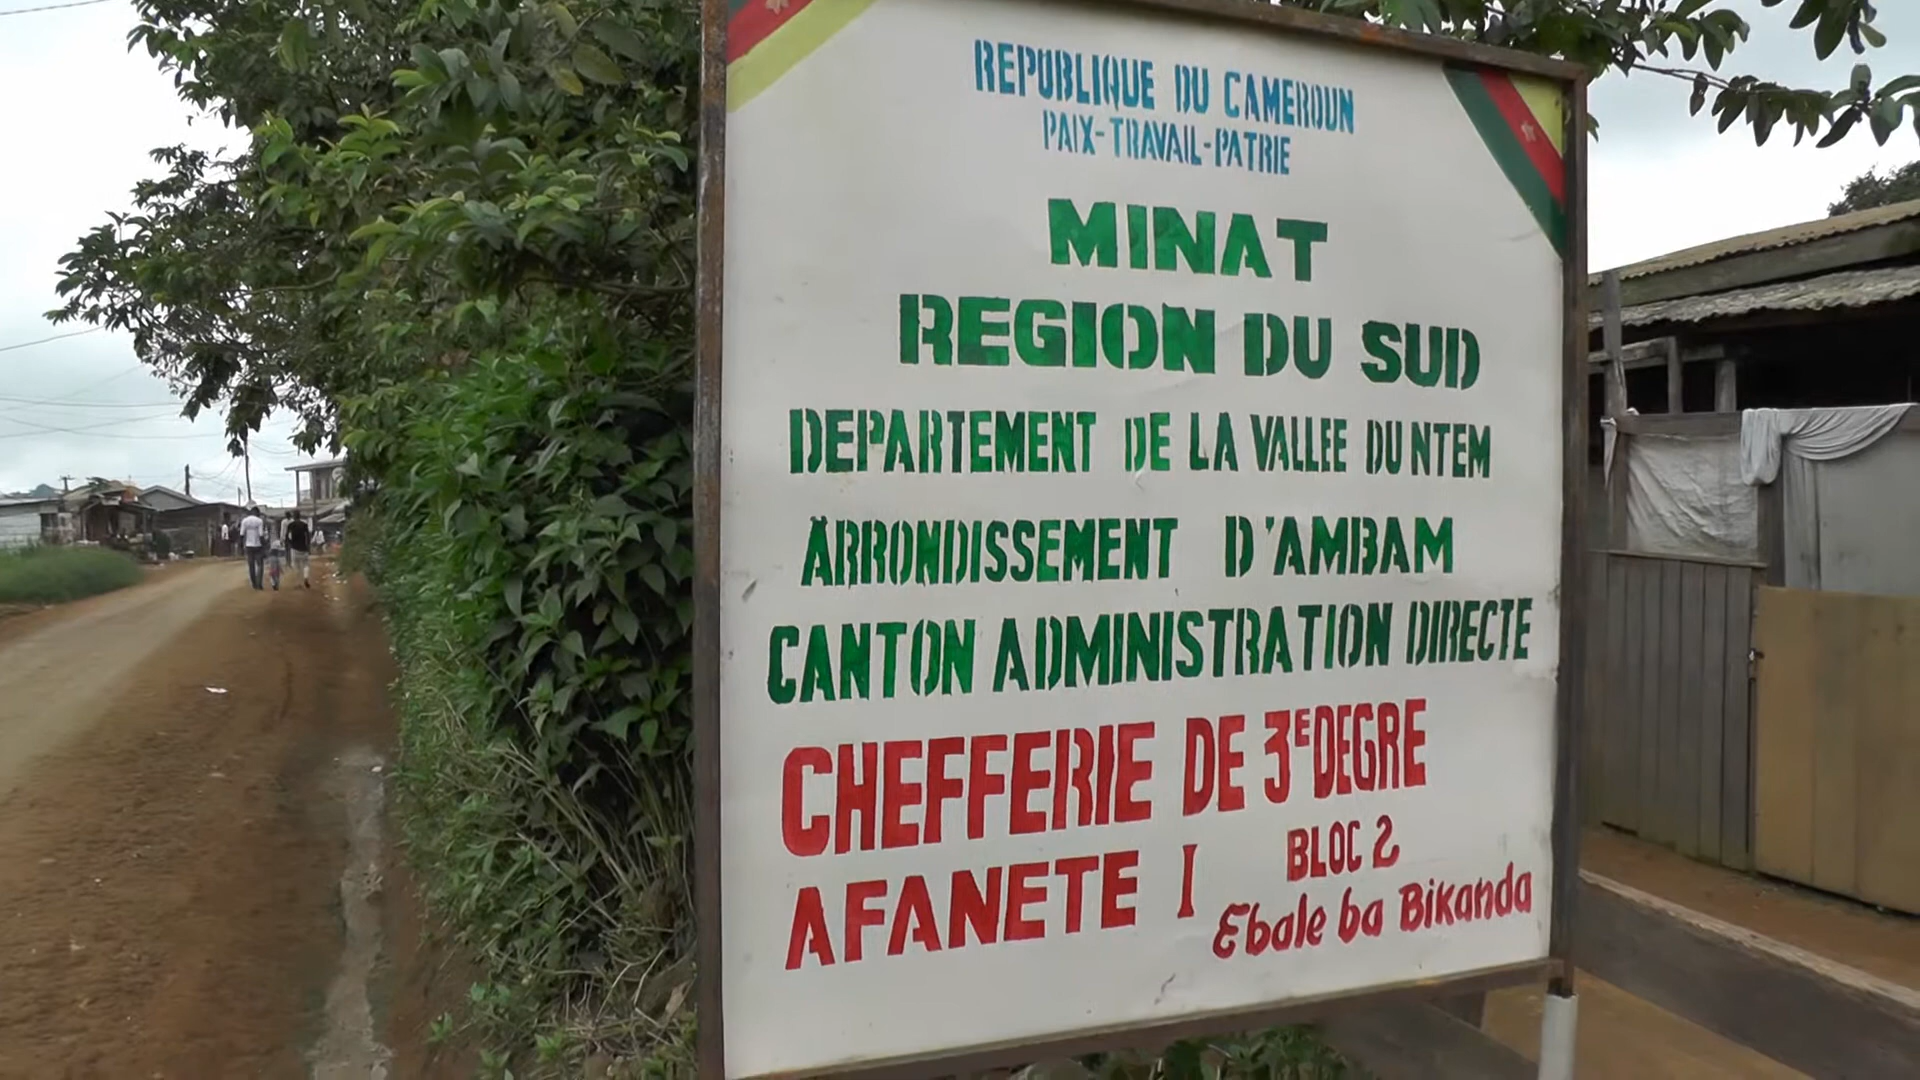 REPUBLIQUE DU CAMEROUN
PAIX-TRAVAIL-PATRIE
MINAT
REGION DU SUD
DEPARTEMENT DE LA VALLEE DU NTEM
ARRONDISSEMENT D'AMBAM
CANTON ADMINISTRATION DIRECTE
CHEFFERIE DE 3E DEGRE
AFANETE I BLOC 2
Ebale ba Bikanda